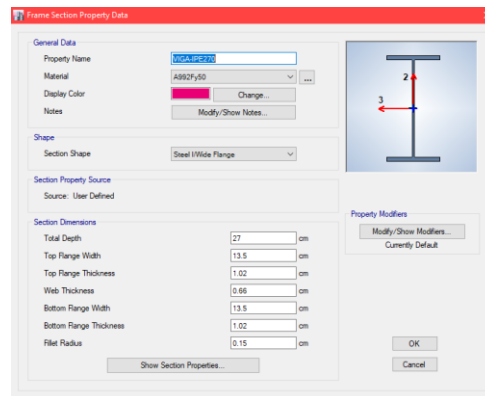 Frame Section Property Data
General Data
Property Name VIGA-IPE270
Material A992Fy50 ...
Display Color Change...
Notes Modify/Show Notes...
2
3
Shape
Section Shape Steel I/Wide Flange
Section Property Source
Source: User Defined
Section Dimensions
Total Depth 27 cm
Top Flange Width 13.5 cm
Top Flange Thickness 1.02 cm
Web Thickness 0.66 cm
Bottom Flange Width 13.5 cm
Bottom Flange Thickness 1.02 cm
Fillet Radius 0.15 cm
Show Section Properties...
Property Modifiers
Modify/Show Modifiers...
Currently Default
OK
Cancel